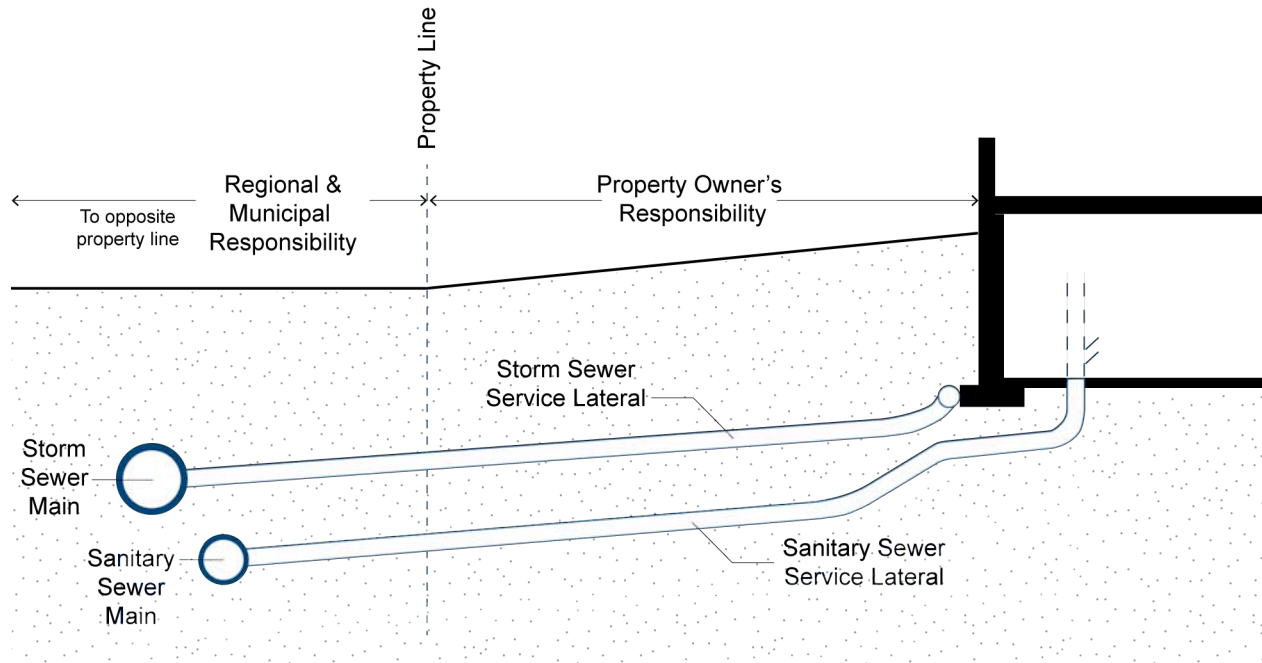 Property Line
Regional &
Municipal
Responsibility
To opposite
property line
Property Owner's
Responsibility
Storm Sewer
Service Lateral
Storm
Sewer
Main
Sanitary
Sewer
Main
Sanitary Sewer
Service Lateral